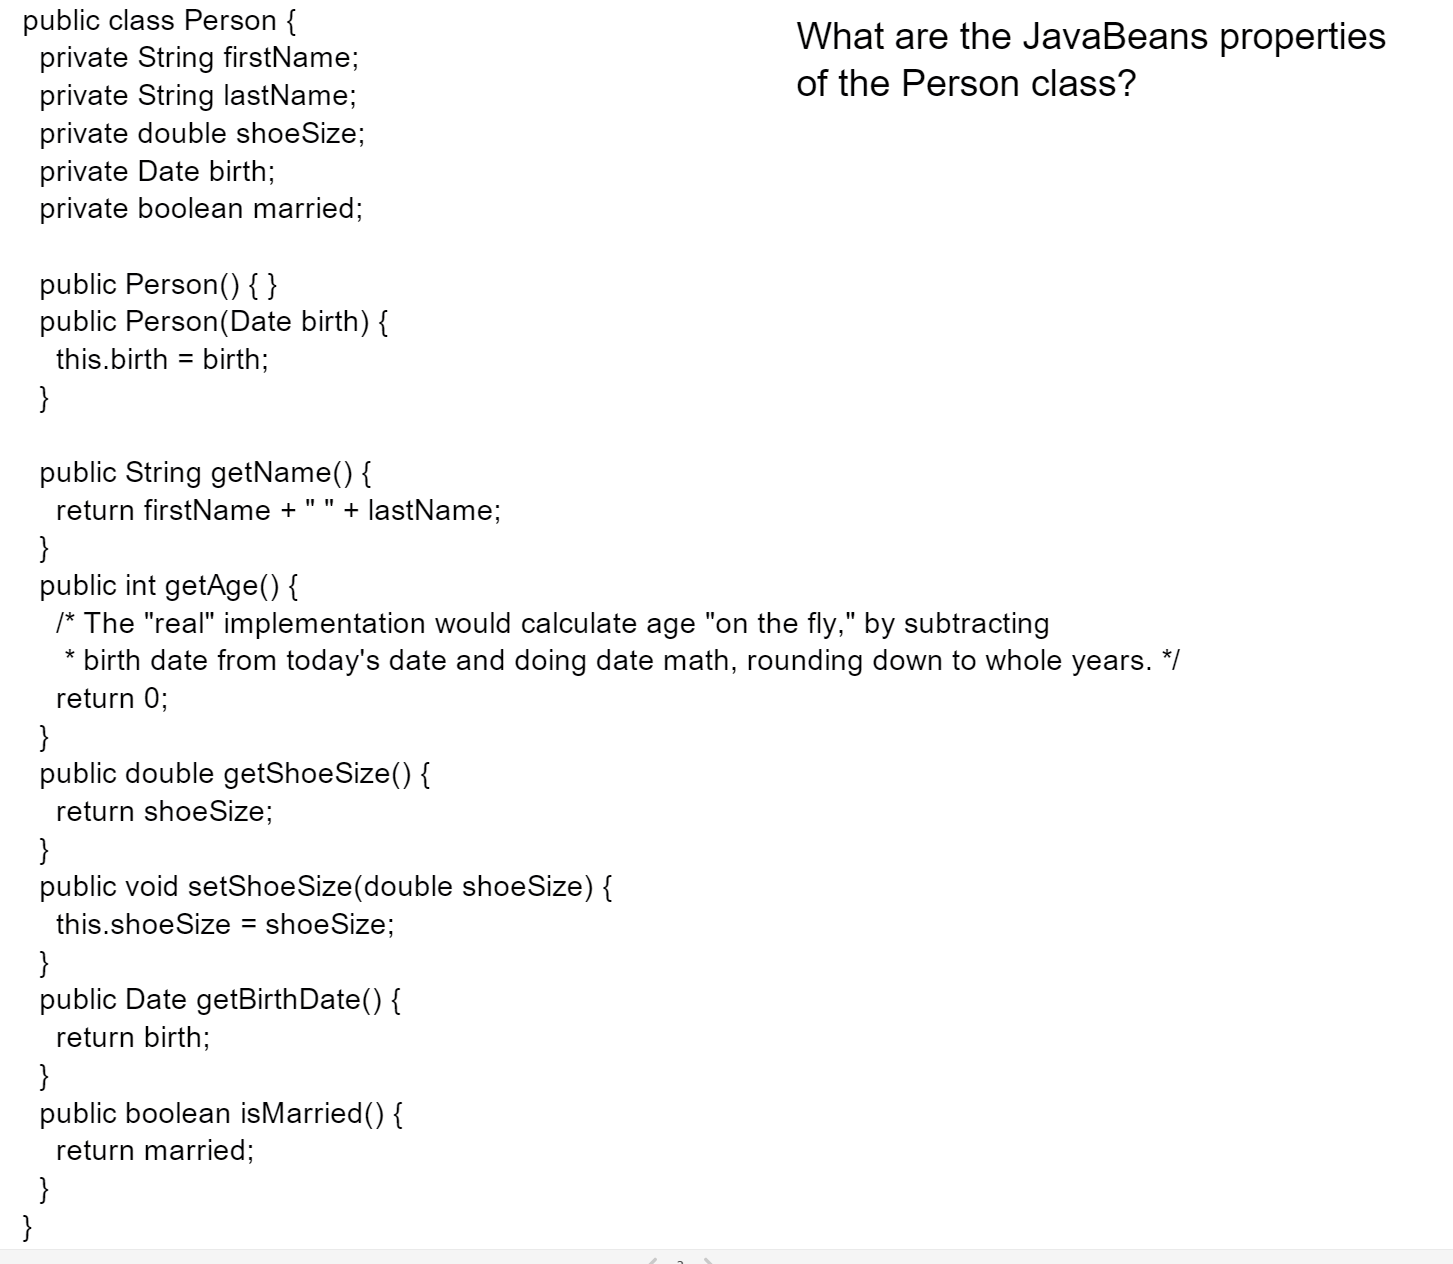 public class Person {
private String firstName;
private String lastName;
private double shoeSize;
private Date birth;
private boolean married;
public Person() { }
public Person(Date birth) {
this.birth = birth;
}
public String getName() {
return firstName + " " + lastName;
}
public int getAge() {
/* The "real" implementation would calculate age "on the fly," by subtracting
* birth date from today's date and doing date math, rounding down to whole years. */
return 0;
}
public double getShoeSize() {
return shoeSize;
}
public void setShoeSize(double shoeSize) {
this.shoeSize = shoeSize;
}
public Date getBirthDate() {
return birth;
}
public boolean isMarried() {
return married;
}
}
What are the JavaBeans properties
of the Person class?